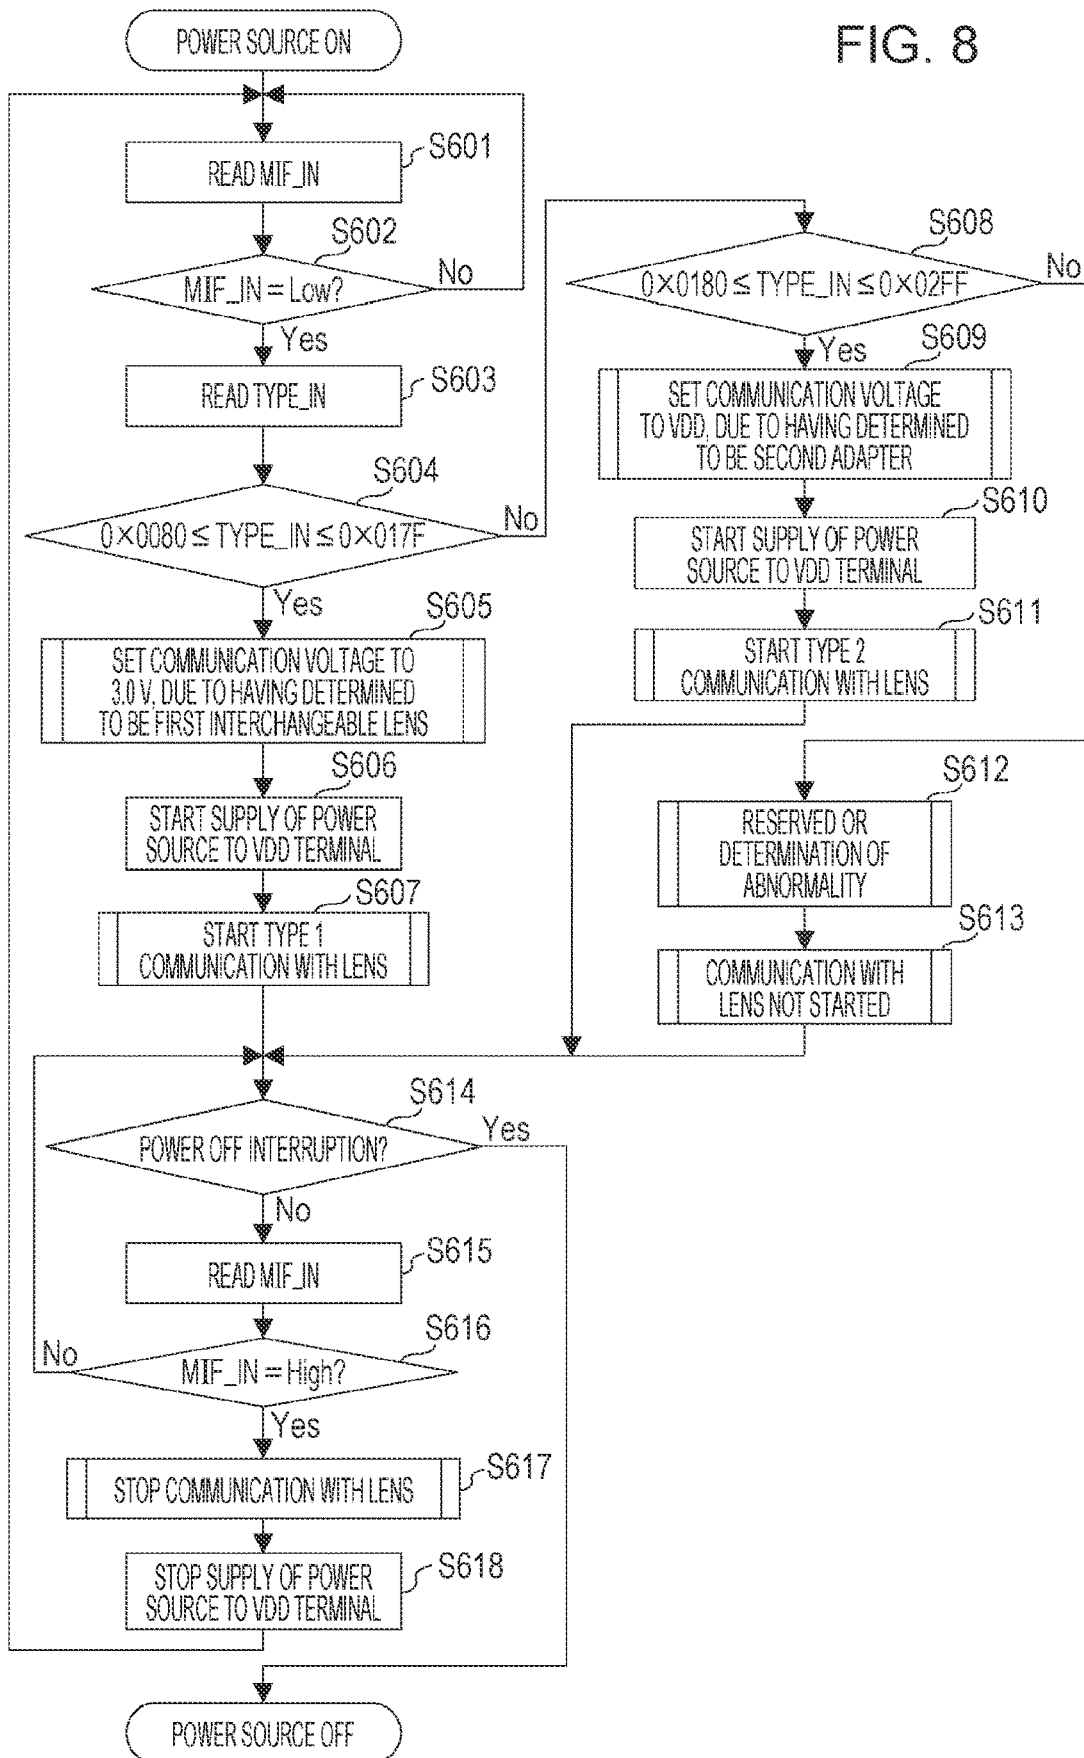 FIG. 8
POWER SOURCE ON
S601
READ MIF_IN
S602
MIF_IN = Low?
No
Yes
S603
READ TYPE_IN
S604
0×0080 ≤ TYPE_IN ≤ 0×017F
No
Yes
S605
SET COMMUNICATION VOLTAGE TO
3.0 V, DUE TO HAVING DETERMINED
TO BE FIRST INTERCHANGEABLE LENS
S606
START SUPPLY OF POWER
SOURCE TO VDD TERMINAL
S607
START TYPE 1
COMMUNICATION WITH LENS
S608
0×0180 ≤ TYPE_IN ≤ 0×02FF
No
Yes
S609
SET COMMUNICATION VOLTAGE
TO VDD, DUE TO HAVING DETERMINED
TO BE SECOND ADAPTER
S610
START SUPPLY OF POWER
SOURCE TO VDD TERMINAL
S611
START TYPE 2
COMMUNICATION WITH LENS
S612
RESERVED OR
DETERMINATION OF
ABNORMALITY
S613
COMMUNICATION WITH
LENS NOT STARTED
S614
POWER OFF INTERRUPTION?
Yes
No
S615
READ MIF_IN
S616
No
MIF_IN = High?
Yes
S617
STOP COMMUNICATION WITH LENS
S618
STOP SUPPLY OF POWER
SOURCE TO VDD TERMINAL
POWER SOURCE OFF